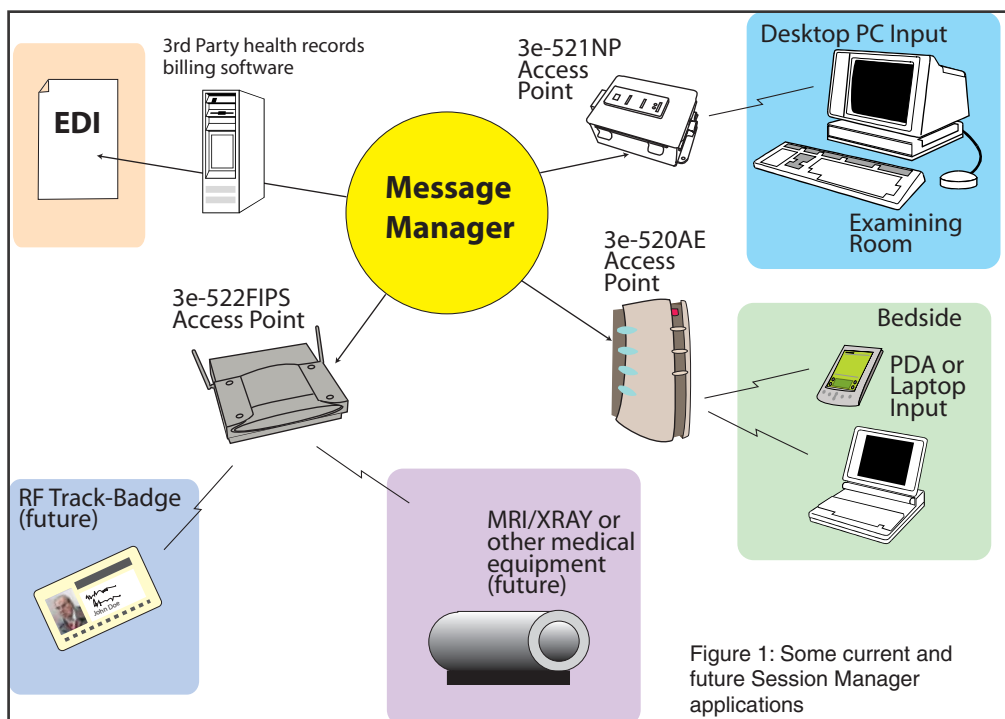 3rd Party health records
billing software
EDI
3e-521NP
Access
Point
Desktop PC Input
Examining
Room
Message
Manager
3e-520AE
Access
Point
3e-522FIPS
Access Point
Bedside
PDA or
Laptop
Input
RF Track-Badge
(future)
John Doe
MRI/XRAY or
other medical
equipment
(future)
Figure 1: Some current and
future Session Manager
applications